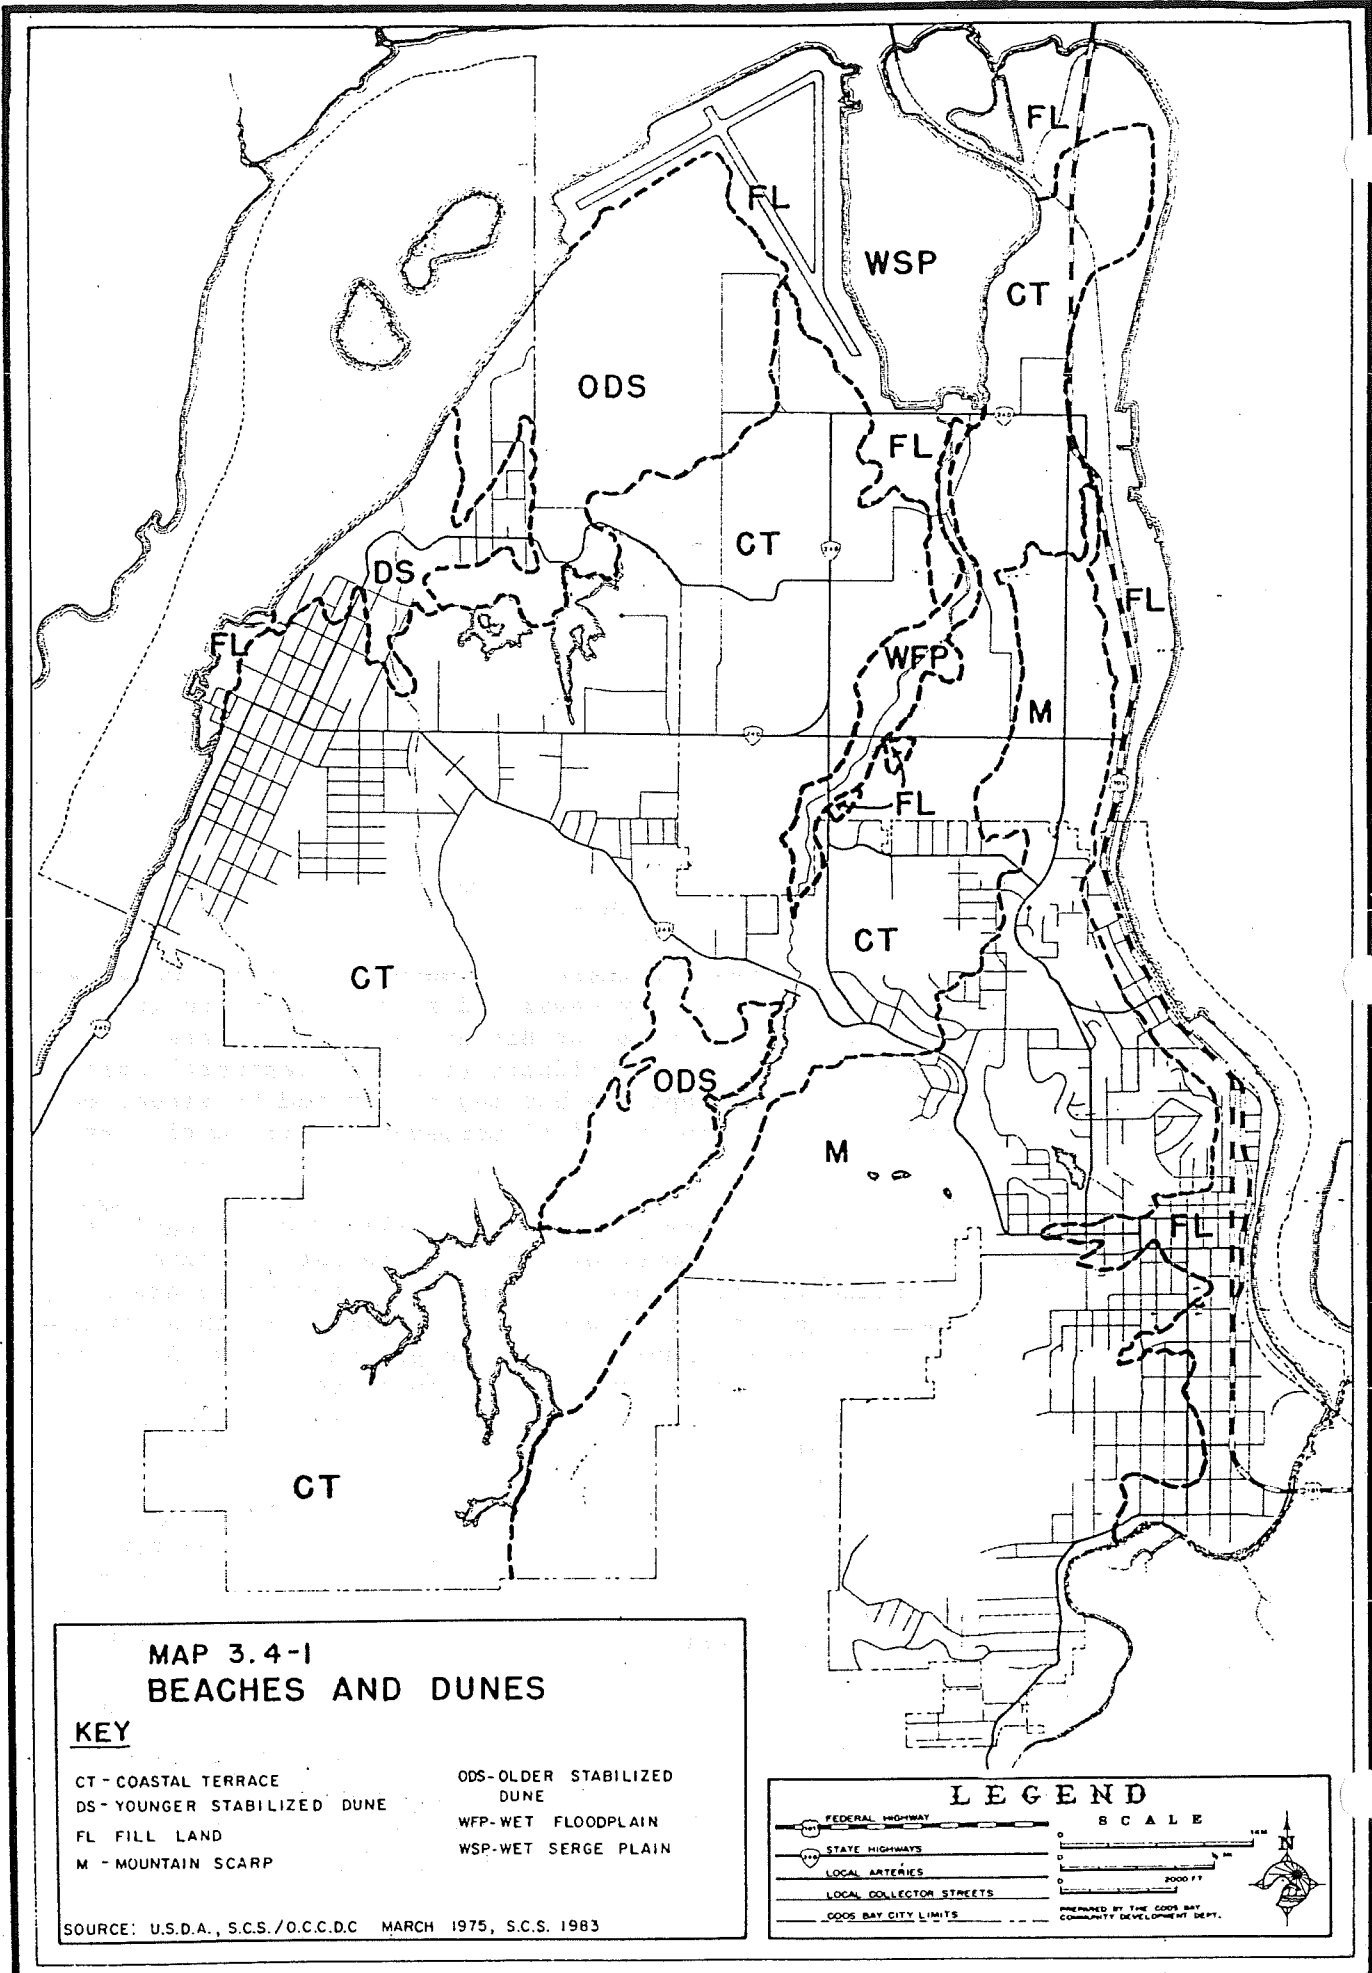 FL
FL
WSP
CT
ODS
FL
CT
DS
FL
FL
WFP
M
FL
CT
CT
ODS
M
FL
CT
MAP 3.4-1
BEACHES AND DUNES
KEY
CT - COASTAL TERRACE
DS - YOUNGER STABILIZED DUNE
FL FILL LAND
M - MOUNTAIN SCARP
ODS-OLDER STABILIZED
DUNE
WFP-WET FLOODPLAIN
WSP-WET SERGE PLAIN
SOURCE: U.S.D.A., S.C.S./O.C.C.D.C MARCH 1975, S.C.S. 1983
LEGEND
FEDERAL HIGHWAY
STATE HIGHWAYS
LOCAL ARTERIES
LOCAL COLLECTOR STREETS
COOS BAY CITY LIMITS
SCALE
2000 FT
PREPARED BY THE COOS BAY
COMMUNITY DEVELOPMENT DEPT.
N